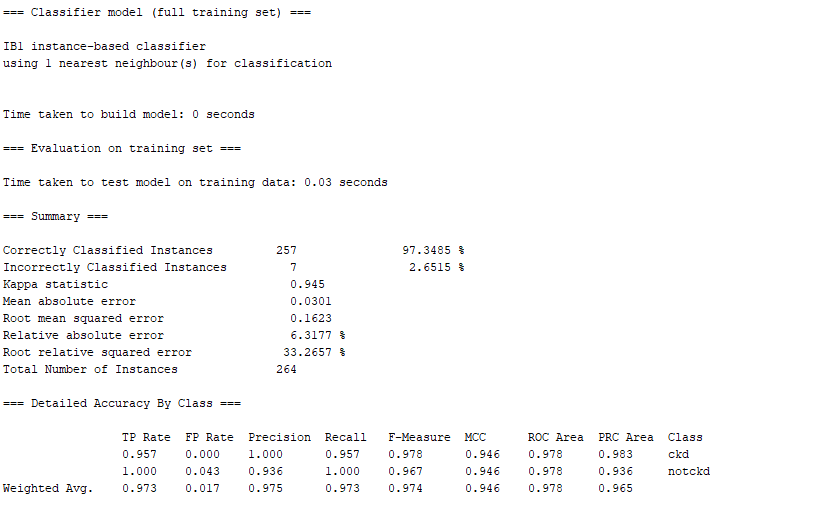 === Classifier model (full training set) ===
IB1 instance-based classifier
using 1 nearest neighbour(s) for classification
Time taken to build model: 0 seconds
=== Evaluation on training set ===
Time taken to test model on training data: 0.03 seconds
=== Summary ===
Correctly Classified Instances 257 97.3485 %
Incorrectly Classified Instances 7 2.6515 %
Kappa statistic 0.945
Mean absolute error 0.0301
Root mean squared error 0.1623
Relative absolute error 6.3177 %
Root relative squared error 33.2657 %
Total Number of Instances 264
=== Detailed Accuracy By Class ===
TP Rate FP Rate Precision Recall F-Measure MCC ROC Area PRC Area Class
0.957 0.000 1.000 0.957 0.978 0.946 0.978 0.983 ckd
1.000 0.043 0.936 1.000 0.967 0.946 0.978 0.936 notckd
Weighted Avg. 0.973 0.017 0.975 0.973 0.974 0.946 0.978 0.965